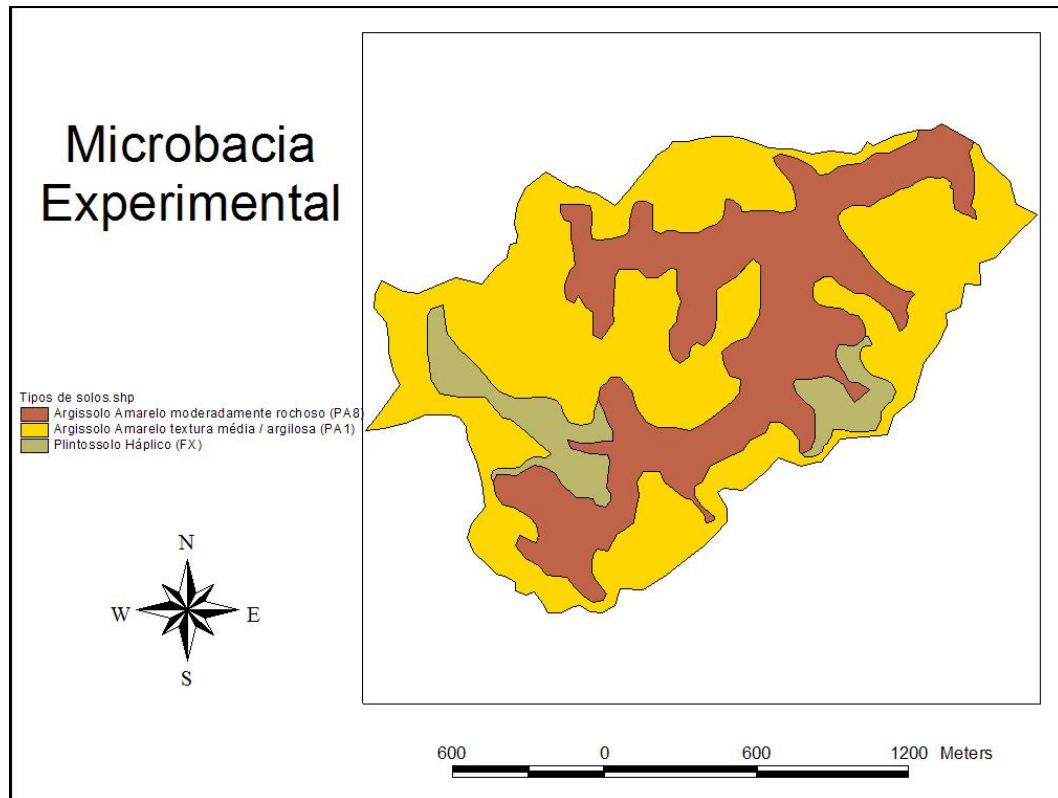 Microbacia
Experimental
Tipos de solos.shp
Argissolo Amarelo moderadamente rochoso (PA8)
Argissolo Amarelo textura média / argilosa (PA1)
Plintossolo Háplico (FX)
N
W E
S
600 0 600 1200 Meters